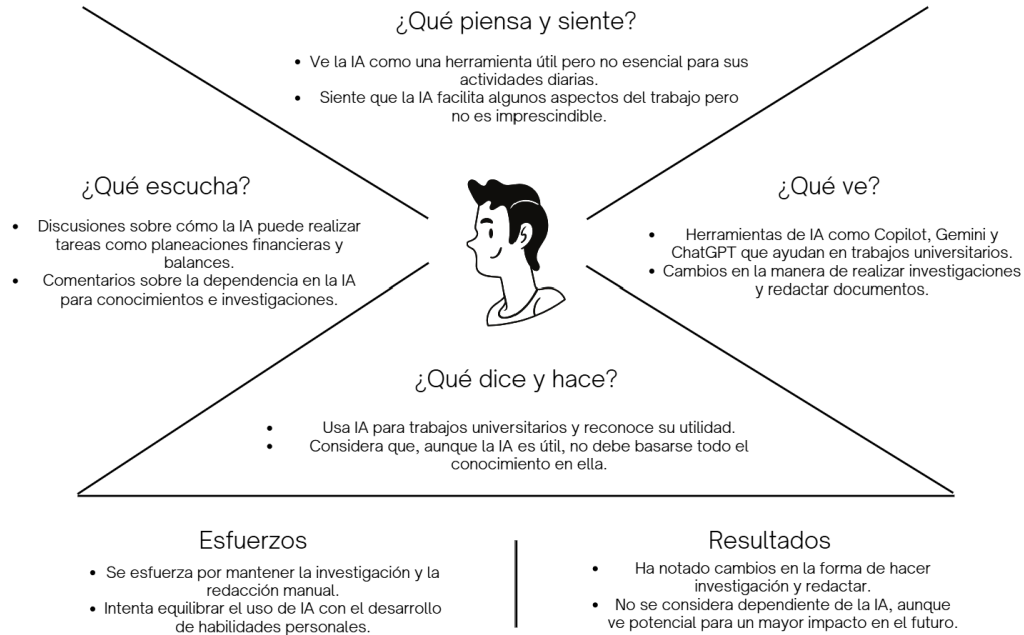 ¿Qué piensa y siente?
• Ve la IA como una herramienta útil pero no esencial para sus
actividades diarias.
• Siente que la IA facilita algunos aspectos del trabajo pero
no es imprescindible.
¿Qué escucha?
• Discusiones sobre cómo la IA puede realizar
tareas como planeaciones financieras y
balances.
• Comentarios sobre la dependencia en la IA
para conocimientos e investigaciones.
¿Qué ve?
• Herramientas de IA como Copilot, Gemini y
ChatGPT que ayudan en trabajos universitarios.
• Cambios en la manera de realizar investigaciones
y redactar documentos.
¿Qué dice y hace?
• Usa IA para trabajos universitarios y reconoce su utilidad.
• Considera que, aunque la IA es útil, no debe basarse todo el
conocimiento en ella.
Esfuerzos
• Se esfuerza por mantener la investigación y la
redacción manual.
• Intenta equilibrar el uso de IA con el desarrollo
de habilidades personales.
Resultados
• Ha notado cambios en la forma de hacer
investigación y redactar.
• No se considera dependiente de la IA, aunque
ve potencial para un mayor impacto en el futuro.